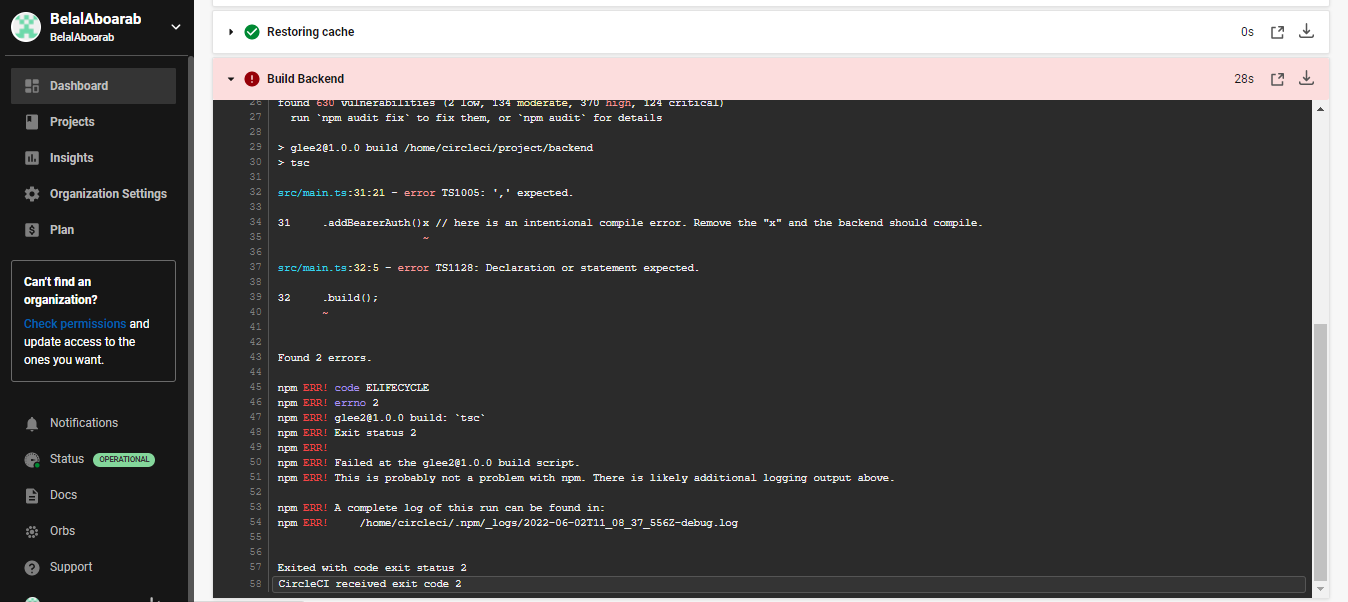 BelalAboarab
BelalAboarab
Dashboard
Projects
Insights
Organization Settings
Plan
Can't find an
organization?
Check permissions and
update access to the
ones you want.
Notifications
Status OPERATIONAL
Docs
Orbs
Support
Restoring cache 0s
Build Backend 28s
26 found 630 vulnerabilities (2 low, 134 moderate, 370 high, 124 critical)
27 run `npm audit fix` to fix them, or `npm audit` for details
28
29 > glee2@1.0.0 build /home/circleci/project/backend
30 > tsc
31
32 src/main.ts:31:21 - error TS1005: ',' expected.
33
34 31 .addBearerAuth()x // here is an intentional compile error. Remove the "x" and the backend should compile.
35 ~
36
37 src/main.ts:32:5 - error TS1128: Declaration or statement expected.
38
39 32 .build();
40 ~
41
42
43 Found 2 errors.
44
45 npm ERR! code ELIFECYCLE
46 npm ERR! errno 2
47 npm ERR! glee2@1.0.0 build: `tsc`
48 npm ERR! Exit status 2
49 npm ERR!
50 npm ERR! Failed at the glee2@1.0.0 build script.
51 npm ERR! This is probably not a problem with npm. There is likely additional logging output above.
52
53 npm ERR! A complete log of this run can be found in:
54 npm ERR! /home/circleci/.npm/_logs/2022-06-02T11_08_37_556Z-debug.log
55
56
57 Exited with code exit status 2
58 CircleCI received exit code 2